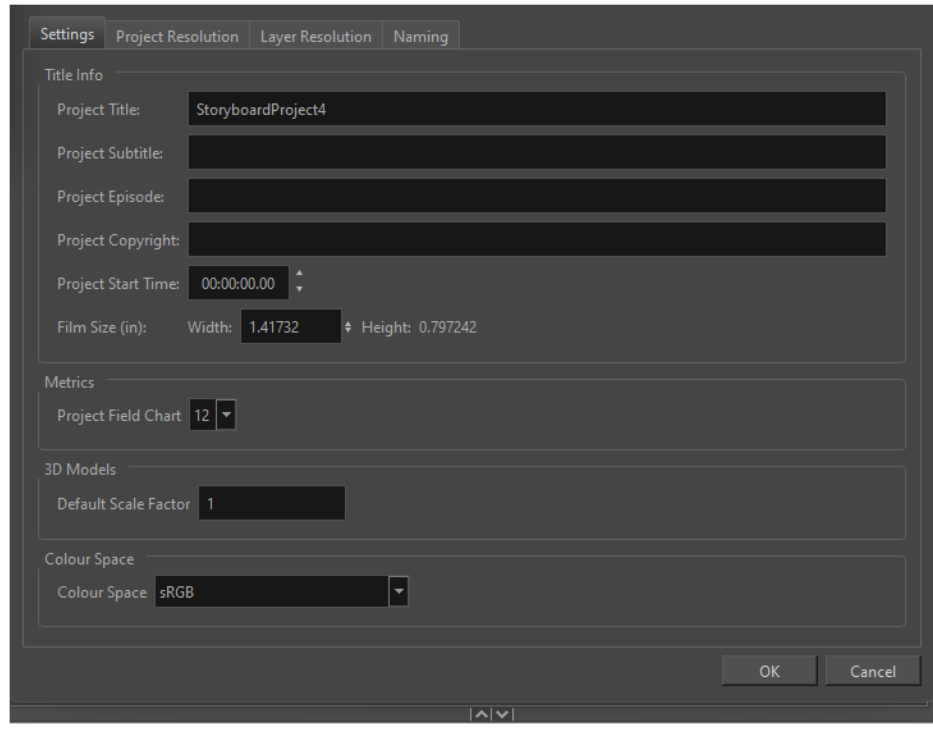 Settings Project Resolution Layer Resolution Naming
Title Info
Project Title: StoryboardProject4
Project Subtitle:
Project Episode:
Project Copyright:
Project Start Time: 00:00:00.00
Film Size (in): Width: 1.41732 Height: 0.797242
Metrics
Project Field Chart 12
3D Models
Default Scale Factor 1
Colour Space
Colour Space sRGB
OK Cancel